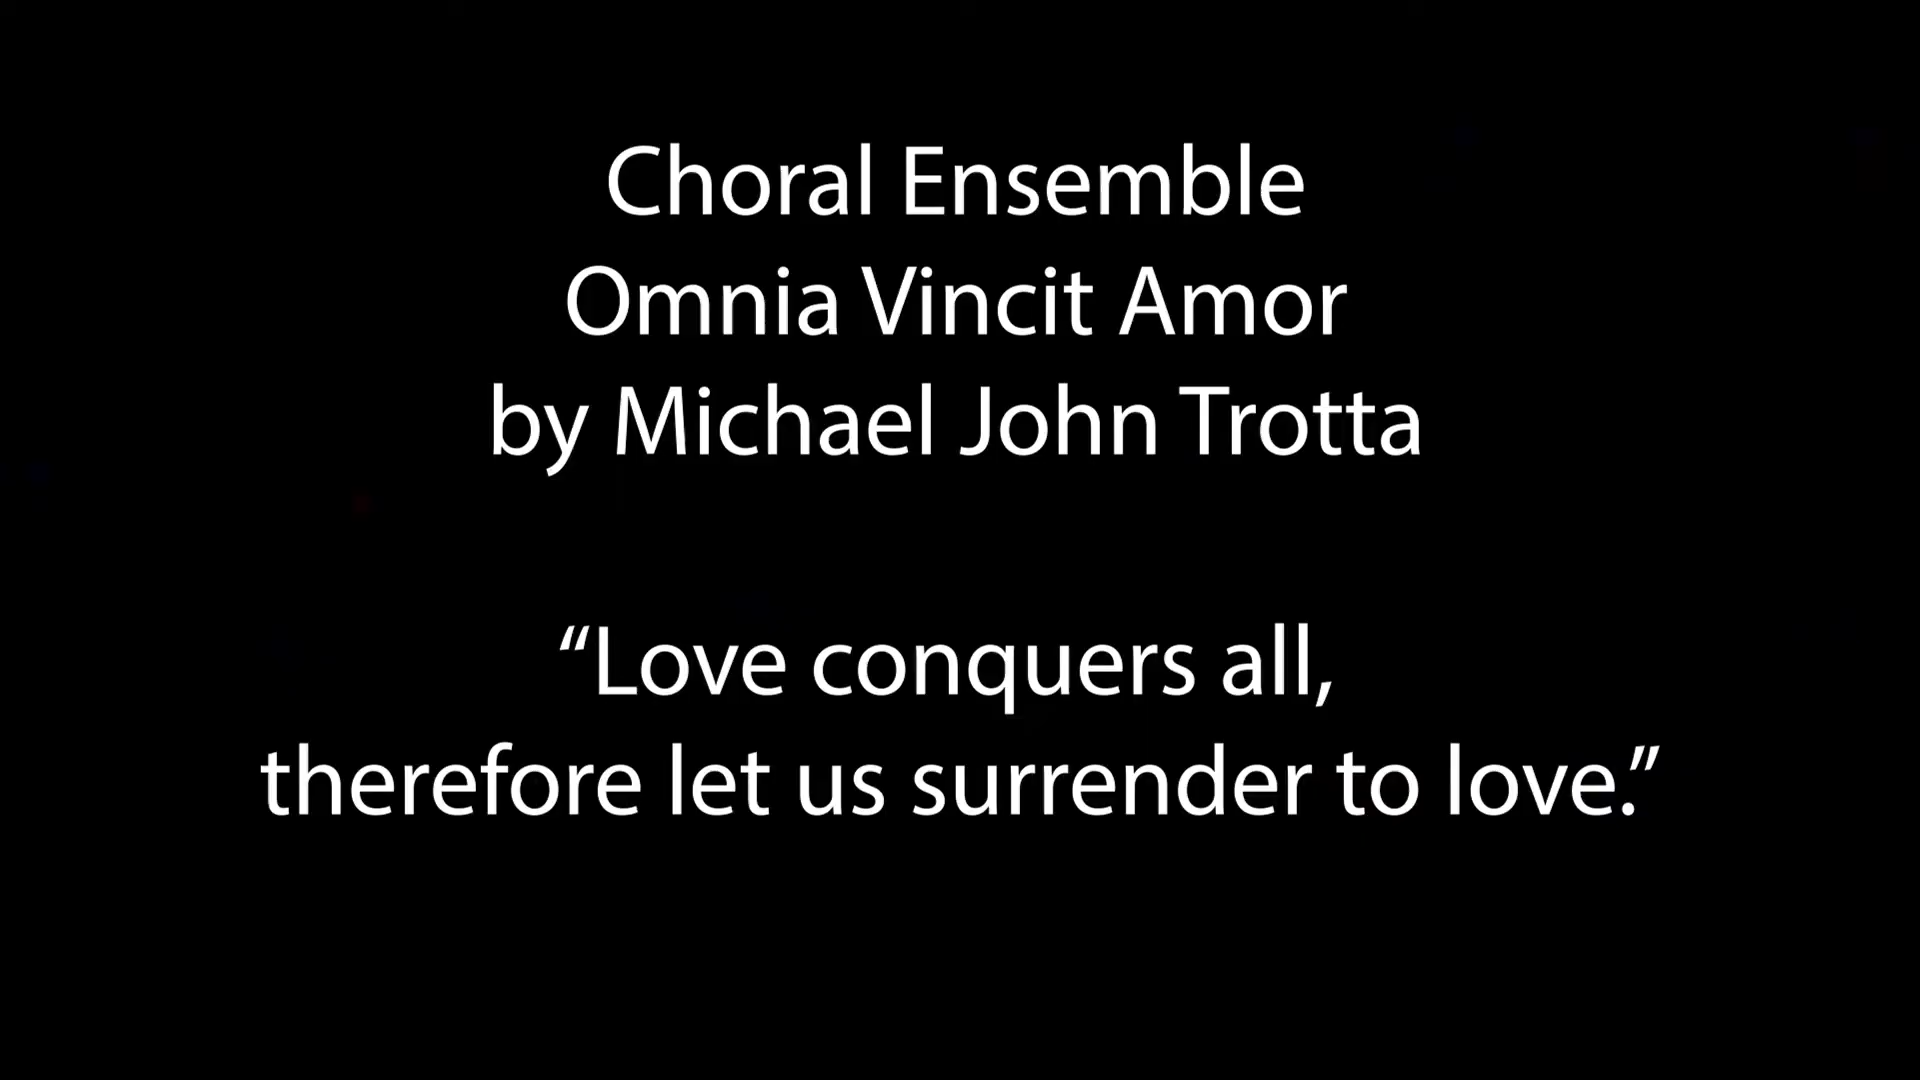 Choral Ensemble
Omnia Vincit Amor
by Michael John Trotta
“Love conquers all,
therefore let us surrender to love.”